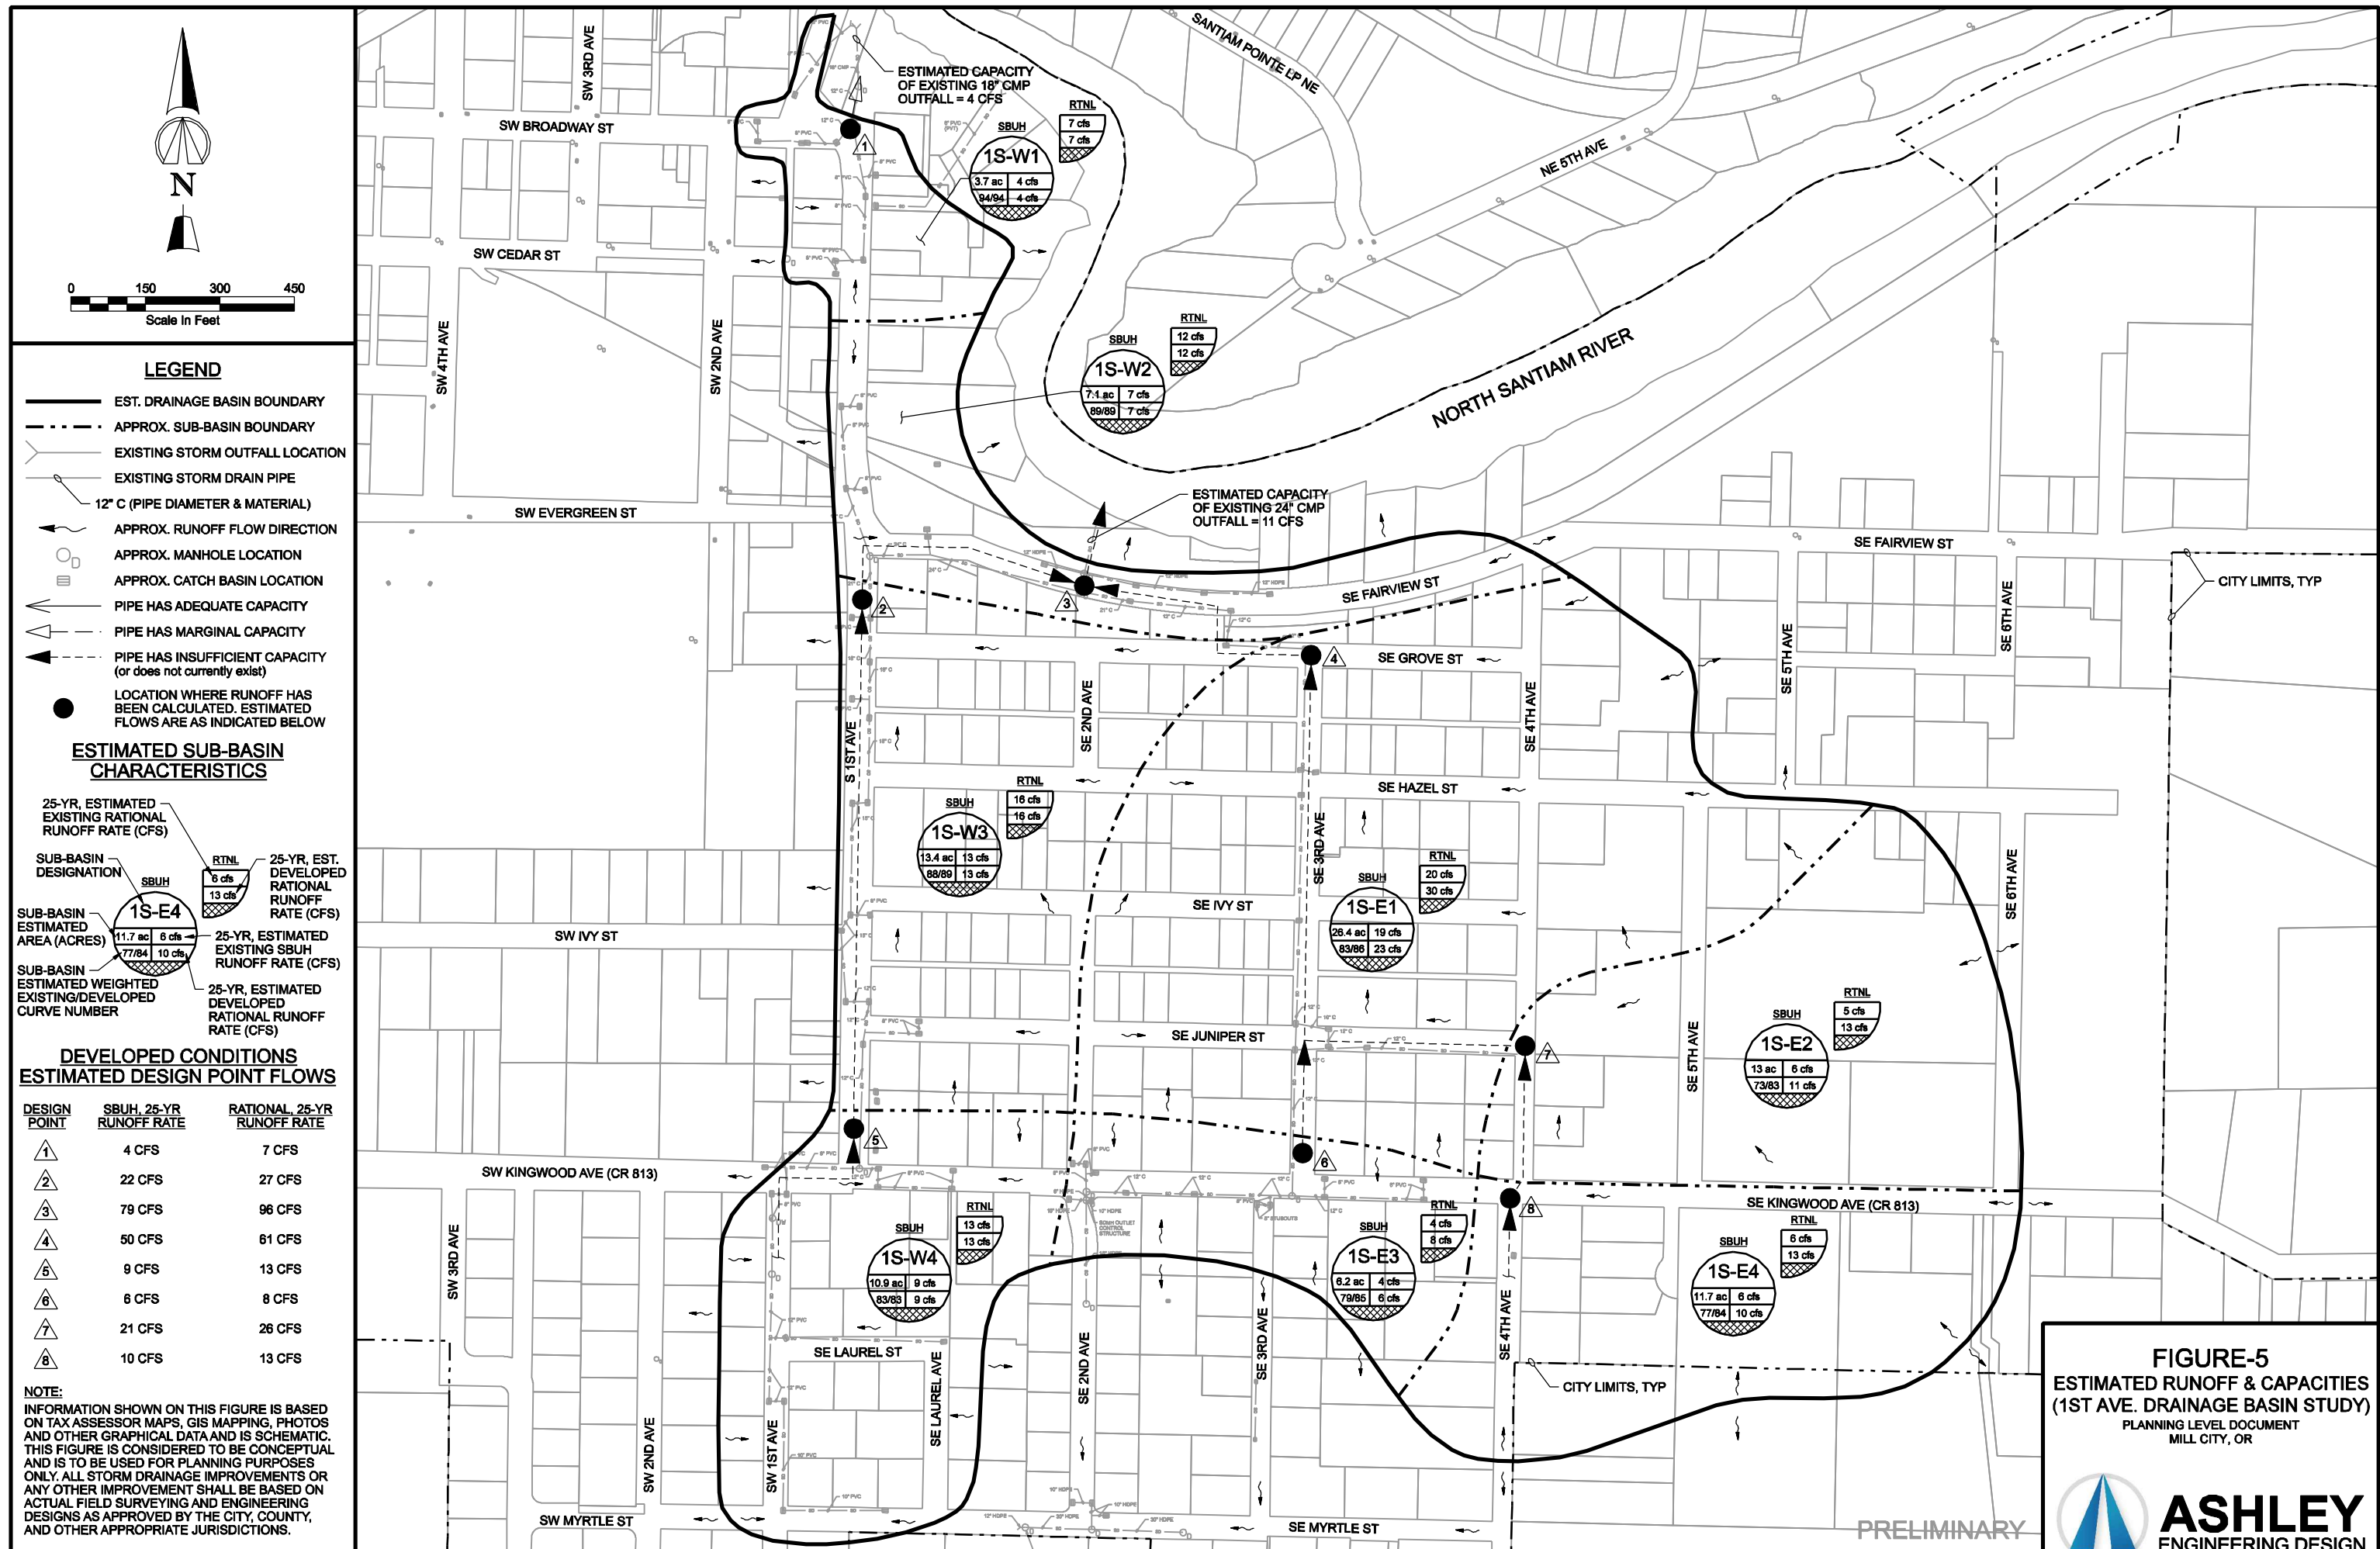 N
0 150 300 450
Scale In Feet
LEGEND
EST. DRAINAGE BASIN BOUNDARY
APPROX. SUB-BASIN BOUNDARY
EXISTING STORM OUTFALL LOCATION
EXISTING STORM DRAIN PIPE
12" C (PIPE DIAMETER & MATERIAL)
APPROX. RUNOFF FLOW DIRECTION
D
APPROX. MANHOLE LOCATION
APPROX. CATCH BASIN LOCATION
PIPE HAS ADEQUATE CAPACITY
PIPE HAS MARGINAL CAPACITY
PIPE HAS INSUFFICIENT CAPACITY
(or does not currently exist)
LOCATION WHERE RUNOFF HAS
BEEN CALCULATED. ESTIMATED
FLOWS ARE AS INDICATED BELOW
ESTIMATED SUB-BASIN
CHARACTERISTICS
25-YR, ESTIMATED
EXISTING RATIONAL
RUNOFF RATE (CFS)
SUB-BASIN
DESIGNATION
SBUH
RTNL
6 cfs
13 cfs
25-YR, EST.
DEVELOPED
RATIONAL
RUNOFF
RATE (CFS)
1S-E4
11.7 ac 6 cfs
77/84 10 cfs
SUB-BASIN
ESTIMATED
AREA (ACRES)
25-YR, ESTIMATED
EXISTING SBUH
RUNOFF RATE (CFS)
SUB-BASIN
ESTIMATED WEIGHTED
EXISTING/DEVELOPED
CURVE NUMBER
25-YR, ESTIMATED
DEVELOPED
RATIONAL RUNOFF
RATE (CFS)
DEVELOPED CONDITIONS
ESTIMATED DESIGN POINT FLOWS
DESIGN POINT SBUH, 25-YR RUNOFF RATE RATIONAL, 25-YR RUNOFF RATE
1 4 CFS 7 CFS
2 22 CFS 27 CFS
3 79 CFS 96 CFS
4 50 CFS 61 CFS
5 9 CFS 13 CFS
6 6 CFS 8 CFS
7 21 CFS 26 CFS
8 10 CFS 13 CFS
NOTE:
INFORMATION SHOWN ON THIS FIGURE IS BASED
ON TAX ASSESSOR MAPS, GIS MAPPING, PHOTOS
AND OTHER GRAPHICAL DATA AND IS SCHEMATIC.
THIS FIGURE IS CONSIDERED TO BE CONCEPTUAL
AND IS TO BE USED FOR PLANNING PURPOSES
ONLY. ALL STORM DRAINAGE IMPROVEMENTS OR
ANY OTHER IMPROVEMENT SHALL BE BASED ON
ACTUAL FIELD SURVEYING AND ENGINEERING
DESIGNS AS APPROVED BY THE CITY, COUNTY,
AND OTHER APPROPRIATE JURISDICTIONS.
SW 3RD AVE
SW BROADWAY ST
SW CEDAR ST
SW 4TH AVE
SW 2ND AVE
SW EVERGREEN ST
ESTIMATED CAPACITY
OF EXISTING 18" CMP
OUTFALL = 4 CFS
1
SBUH
RTNL
7 cfs
7 cfs
1S-W1
3.7 ac 4 cfs
94/94 4 cfs
SANTIAM POINTE LP NE
NE 5TH AVE
NORTH SANTIAM RIVER
SBUH
RTNL
12 cfs
12 cfs
1S-W2
7.1 ac 7 cfs
89/89 7 cfs
ESTIMATED CAPACITY
OF EXISTING 24" CMP
OUTFALL = 11 CFS
2
3
4
SE FAIRVIEW ST
SE FAIRVIEW ST
CITY LIMITS, TYP
SE GROVE ST
SE 2ND AVE
SE 4TH AVE
SE 5TH AVE
SE 6TH AVE
S 1ST AVE
SE HAZEL ST
SBUH
RTNL
16 cfs
16 cfs
1S-W3
13.4 ac 13 cfs
88/89 13 cfs
SE 3RD AVE
SBUH
RTNL
20 cfs
30 cfs
1S-E1
26.4 ac 19 cfs
83/86 23 cfs
SE 6TH AVE
SE IVY ST
SW IVY ST
SE JUNIPER ST
SE 5TH AVE
SBUH
RTNL
5 cfs
13 cfs
1S-E2
13 ac 6 cfs
73/83 11 cfs
7
5
6
8
SW KINGWOOD AVE (CR 813)
SE KINGWOOD AVE (CR 813)
50mH OUTLET
CONTROL
STRUCTURE
SW 3RD AVE
SBUH
RTNL
13 cfs
13 cfs
1S-W4
10.9 ac 9 cfs
83/83 9 cfs
SBUH
RTNL
4 cfs
8 cfs
1S-E3
6.2 ac 4 cfs
79/85 6 cfs
SBUH
RTNL
6 cfs
13 cfs
1S-E4
11.7 ac 6 cfs
77/84 10 cfs
SE LAUREL ST
SE LAUREL AVE
SE 2ND AVE
SE 3RD AVE
SE 4TH AVE
CITY LIMITS, TYP
SW 2ND AVE
SW 1ST AVE
SW MYRTLE ST
SE MYRTLE ST
PRELIMINARY
FIGURE-5
ESTIMATED RUNOFF & CAPACITIES
(1ST AVE. DRAINAGE BASIN STUDY)
PLANNING LEVEL DOCUMENT
MILL CITY, OR
ASHLEY
ENGINEERING DESIGN